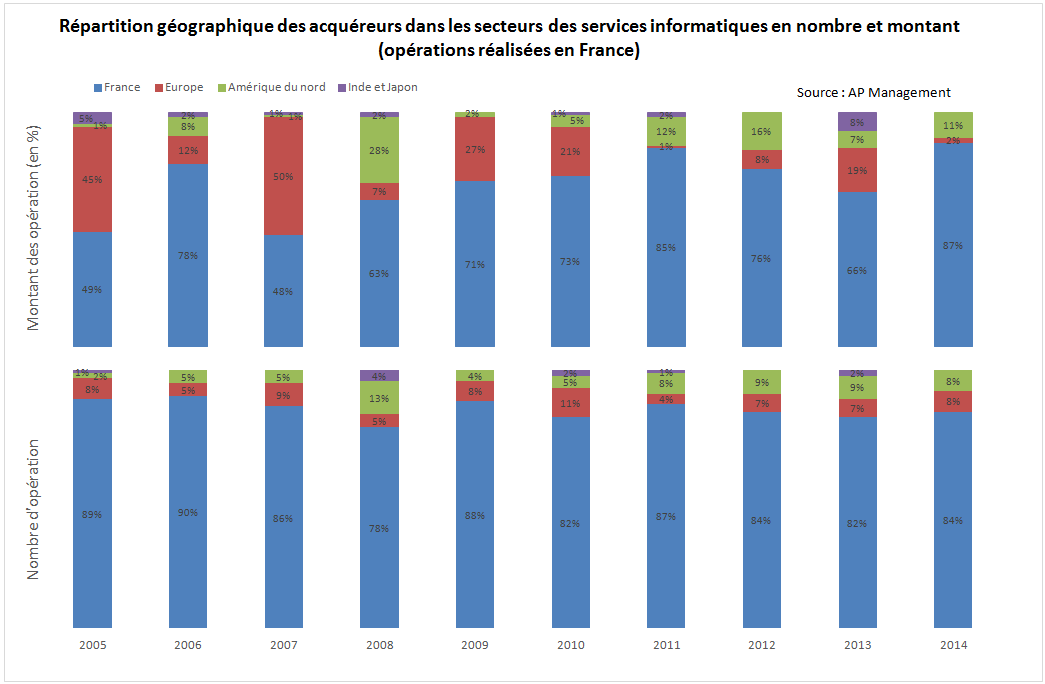 Répartition géographique des acquéreurs dans les secteurs des services informatiques en nombre et montant
(opérations réalisées en France)
France Europe Amérique du nord Inde et Japon
Source : AP Management
Montant des opération (en %)
5% 2% 1% 2% 2% 1% 2% 16% 8% 11%
1% 8% 1% 28% 27% 5% 12% 8% 7% 2%
45% 12% 50% 7% 71% 21% 1% 76% 19% 87%
49% 78% 48% 63% 73% 85% 66%
Nombre d'opération
1% 5% 5% 4% 4% 2% 1% 9% 2% 8%
2% 5% 9% 13% 8% 5% 8% 7% 9% 8%
8% 90% 86% 5% 88% 11% 4% 84% 7% 84%
89% 78% 82% 87% 82%
2005 2006 2007 2008 2009 2010 2011 2012 2013 2014